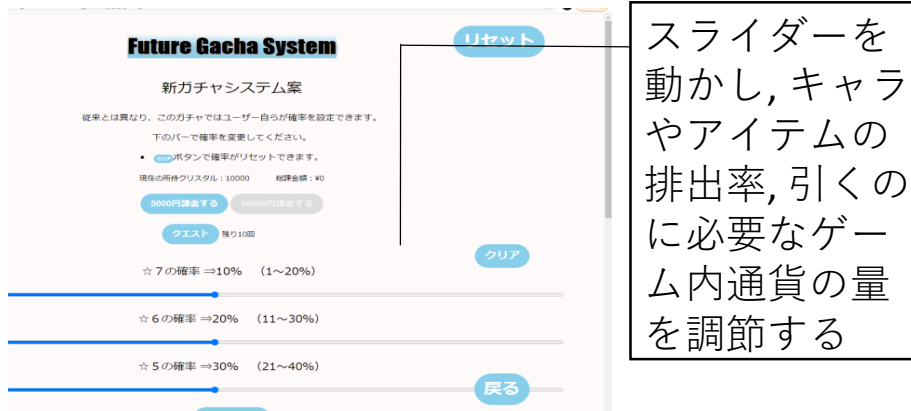 Future Gacha System
リセット
新ガチャシステム案
従来とは異なり、このガチャではユーザー自らが確率を設定できます。
下のバーで確率を変更してください。
• クリアボタンで確率がリセットできます。
現在の所持クリスタル：10000 総課金額：¥0
5000円課金する 50000円課金する
クエスト 残り10回
クリア
☆７の確率 ⇒10% （1～20%）
☆６の確率 ⇒20% （11～30%）
☆５の確率 ⇒30% （21～40%）
戻る
スライダーを
動かし, キャラ
やアイテムの
排出率, 引くの
に必要なゲー
ム内通貨の量
を調節する